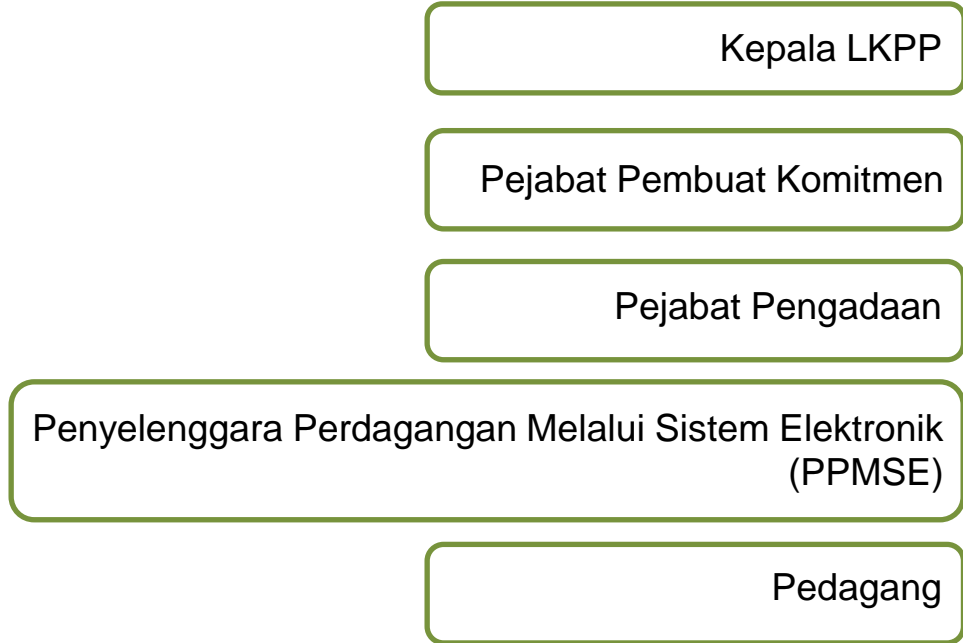 Kepala LKPP
Pejabat Pembuat Komitmen
Pejabat Pengadaan
Penyelenggara Perdagangan Melalui Sistem Elektronik
(PPMSE)
Pedagang